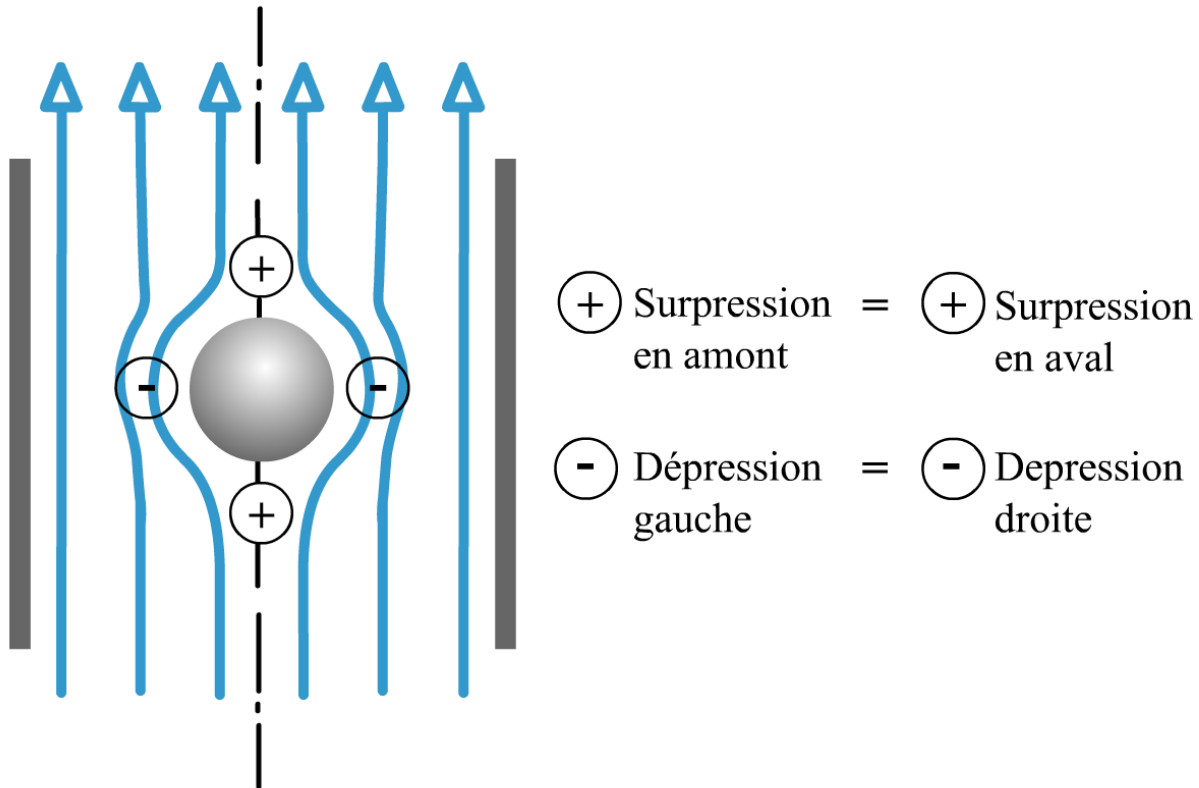 +
-
-
+
+ Surpression = + Surpression
en amont en aval
- Dépression = - Depression
gauche droite